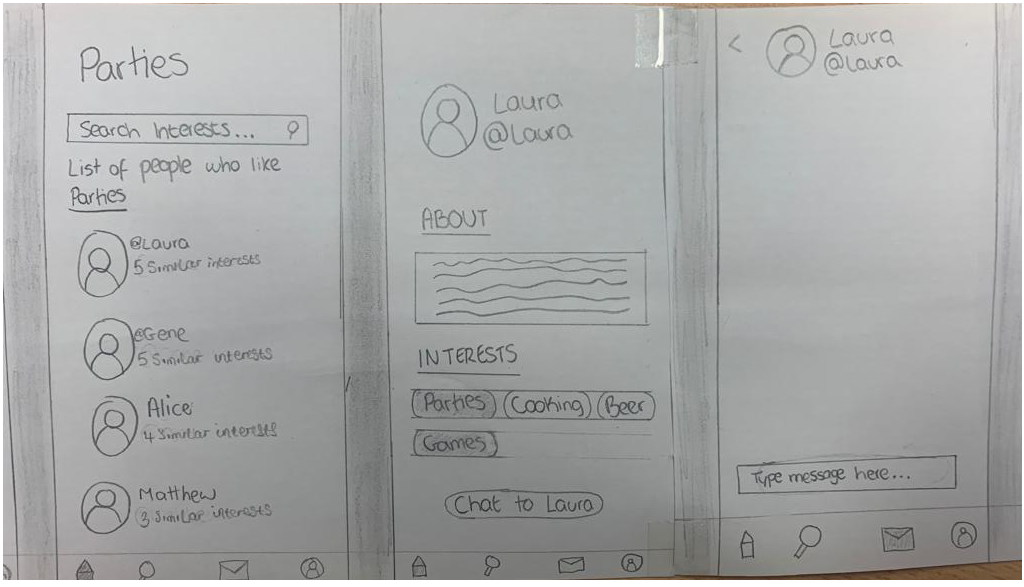 Parties
Search Interests...
List of people who like
Parties
@Laura
5 Similar interests
@Gene
5 Similar interests
Alice
4 Similar interests
Matthew
3 Similar interests
Laura
@Laura
ABOUT
INTERESTS
Parties Cooking Beer
Games
Chat to Laura
Laura
@Laura
Type message here...